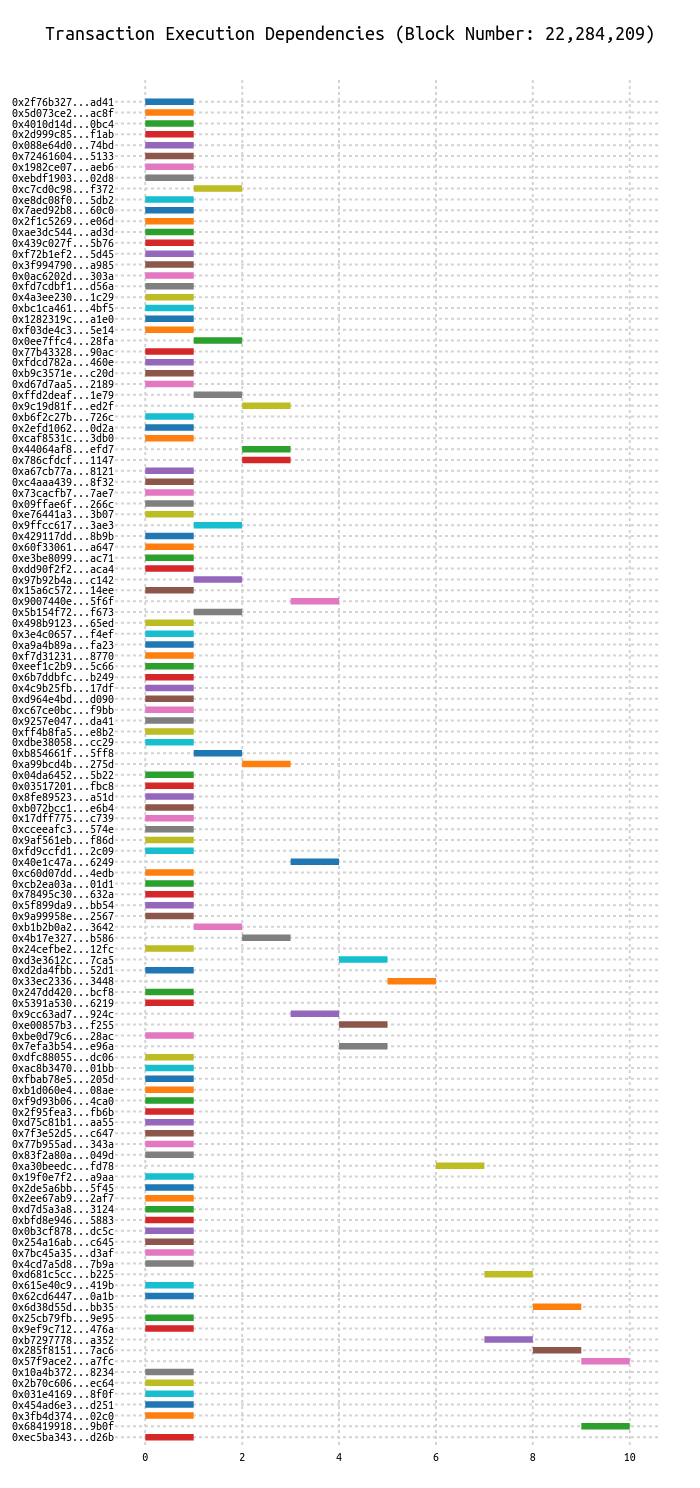 Transaction Execution Dependencies (Block Number: 22,284,209)
0x2f76b327...ad41
0x5d073ce2...ac8f
0x4010d14d...0bc4
0x2d999c85...f1ab
0x088e64d0...74bd
0x72461604...5133
0x1982ce07...aeb6
0xebdf1903...02d8
0xc7cd0c98...f372
0xe8dc08f0...5db2
0x7aed92b8...60c0
0x2f1c5269...e06d
0xae3dc544...ad3d
0x439c027f...5b76
0xf72b1ef2...5d45
0x3f994790...a985
0x0ac6202d...303a
0xfd7cdbf1...d56a
0x4a3ee230...1c29
0xbc1ca461...4bf5
0x1282319c...a1e0
0xf03de4c3...5e14
0x0ee7ffc4...28fa
0x77b43328...90ac
0xfdcd782a...460e
0xb9c3571e...c20d
0xd67d7aa5...2189
0xffd2deaf...1e79
0x9c19d81f...ed2f
0xb6f2c27b...726c
0x2efd1062...0d2a
0xcaf8531c...3db0
0x44064af8...efd7
0x786cfdcf...1147
0xa67cb77a...8121
0xc4aaa439...8f32
0x73cacfb7...7ae7
0x09ffae6f...266c
0xe76441a3...3b07
0x9ffcc617...3ae3
0x429117dd...8b9b
0x60f33061...a647
0xe3be8099...ac71
0xdd90f2f2...aca4
0x97b92b4a...c142
0x15a6c572...14ee
0x9007440e...5f6f
0x5b154f72...f673
0x498b9123...65ed
0x3e4c0657...f4ef
0xa9a4b89a...fa23
0xf7d31231...8770
0xeef1c2b9...5c66
0x6b7ddbfc...b249
0x4c9b25fb...17df
0xd964e4bd...d090
0xc67ce0bc...f9bb
0x9257e047...da41
0xff4b8fa5...e8b2
0xdbe38058...cc29
0xb854661f...5ff8
0xa99bcd4b...275d
0x04da6452...5b22
0x03517201...fbc8
0x8fe89523...a51d
0xb072bcc1...e6b4
0x17dff775...c739
0xcceeafc3...574e
0x9af561eb...f86d
0xfd9ccfd1...2c09
0x40e1c47a...6249
0xc60d07dd...4edb
0xcb2ea03a...01d1
0x78495c30...632a
0x5f899da9...bb54
0x9a99958e...2567
0xb1b2b0a2...3642
0x4b17e327...b586
0x24cefbe2...12fc
0xd3e3612c...7ca5
0xd2da4fbb...52d1
0x33ec2336...3448
0x247dd420...bcf8
0x5391a530...6219
0x9cc63ad7...924c
0xe00857b3...f255
0xbe0d79c6...28ac
0x7efa3b54...e96a
0xdfc88055...dc06
0xac8b3470...01bb
0xfbab78e5...205d
0xb1d060e4...08ae
0xf9d93b06...4ca0
0x2f95fea3...fb6b
0xd75c81b1...aa55
0x7f3e52d5...c647
0x77b955ad...343a
0x83f2a80a...049d
0xa30beedc...fd78
0x19f0e7f2...a9aa
0x2de5a6bb...5f45
0x2ee67ab9...2af7
0xd7d5a3a8...3124
0xbfd8e946...5883
0x0b3cf878...dc5c
0x254a16ab...c645
0x7bc45a35...d3af
0x4cd7a5d8...7b9a
0xd681c5cc...b225
0x615e40c9...419b
0x62cd6447...0a1b
0x6d38d55d...bb35
0x25cb79fb...9e95
0x9ef9c712...476a
0xb7297778...a352
0x285f8151...7ac6
0x57f9ace2...a7fc
0x10a4b372...8234
0x2b70c606...ec64
0x031e4169...8f0f
0x454ad6e3...d251
0x3fb4d374...02c0
0x68419918...9b0f
0xec5ba343...d26b
0 2 4 6 8 10